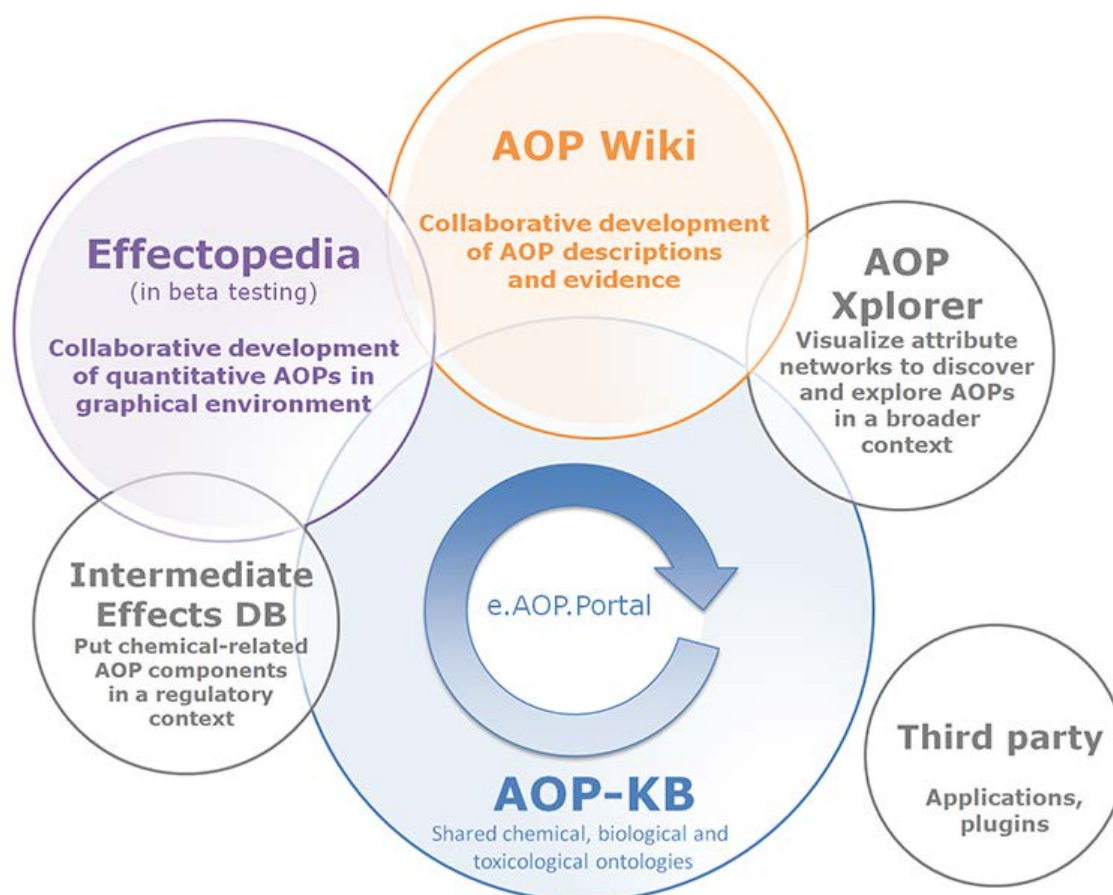 AOP Wiki
Collaborative development
of AOP descriptions
and evidence
Effectopedia
(in beta testing)
Collaborative development
of quantitative AOPs in
graphical environment
AOP
Xplorer
Visualize attribute
networks to discover
and explore AOPs
in a broader
context
Intermediate
Effects DB
Put chemical-related
AOP components
in a regulatory
context
e.AOP.Portal
AOP-KB
Shared chemical, biological and
toxicological ontologies
Third party
Applications,
plugins